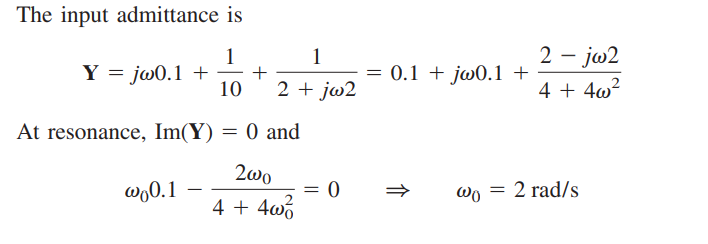 The input admittance is
Y = jω0.1 + 1/10 + 1/(2 + jω2) = 0.1 + jω0.1 + (2 − jω2)/(4 + 4ω²)
At resonance, Im(Y) = 0 and
ω₀0.1 − 2ω₀/(4 + 4ω₀²) = 0 ⇒ ω₀ = 2 rad/s